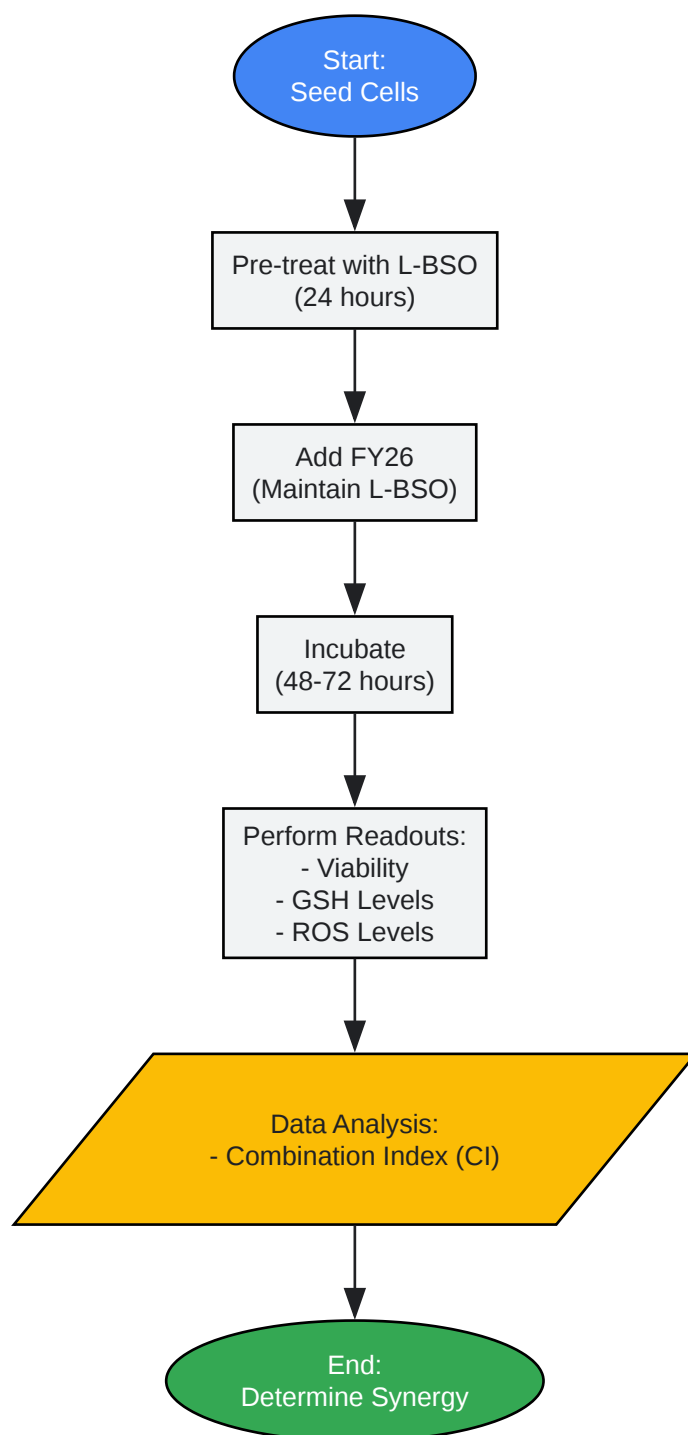 Start:
Seed Cells
Pre-treat with L-BSO
(24 hours)
Add FY26
(Maintain L-BSO)
Incubate
(48-72 hours)
Perform Readouts:
- Viability
- GSH Levels
- ROS Levels
Data Analysis:
- Combination Index (CI)
End:
Determine Synergy